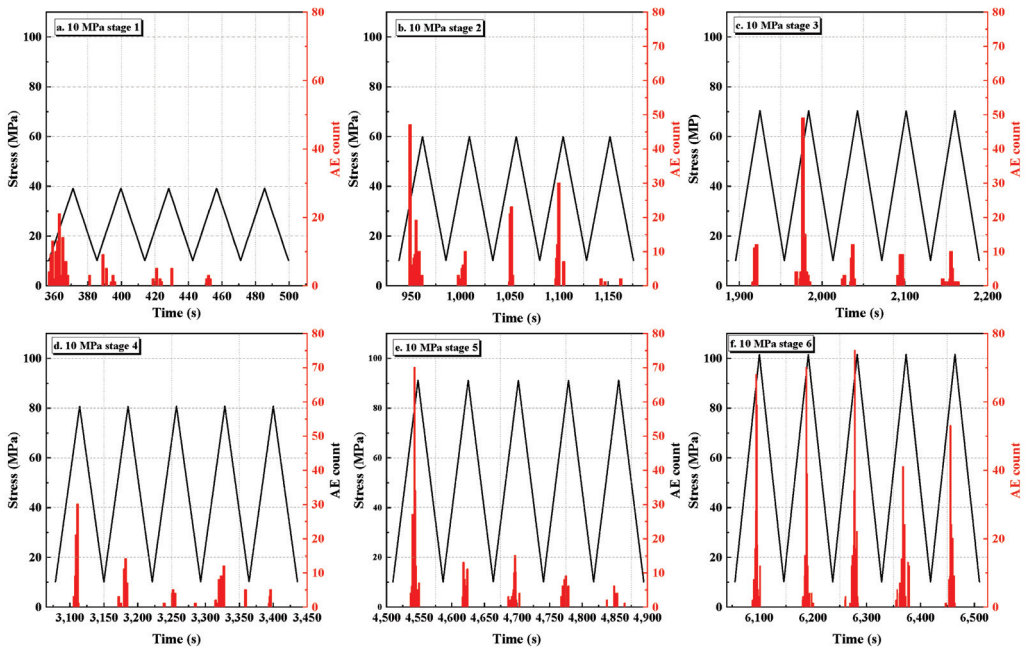 a. 10 MPa stage 1
Stress (MPa)
0 20 40 60 80 100
360 380 400 420 440 460 480 500
Time (s)
AE count
0 10 20 30 40 50 60 70 80
b. 10 MPa stage 2
Stress (MPa)
0 20 40 60 80 100
950 1,000 1,050 1,100 1,150
Time (s)
AE count
0 10 20 30 40 50 60 70 80
c. 10 MPa stage 3
Stress (MP)
0 20 40 60 80 100
1,900 2,000 2,100 2,200
Time (s)
AE count
0 10 20 30 40 50 60 70 80
d. 10 MPa stage 4
Stress (MPa)
0 20 40 60 80 100
3,100 3,150 3,200 3,250 3,300 3,350 3,400 3,450
Time (s)
AE count
0 10 20 30 40 50 60 70 80
e. 10 MPa stage 5
Stress (MPa)
0 20 40 60 80 100
4,500 4,550 4,600 4,650 4,700 4,750 4,800 4,850 4,900
Time (s)
AE count
0 10 20 30 40 50 60 70 80
f. 10 MPa stage 6
Stress (MPa)
0 20 40 60 80 100
6,100 6,200 6,300 6,400 6,500
Time (s)
AE count
0 10 20 30 40 50 60 70 80